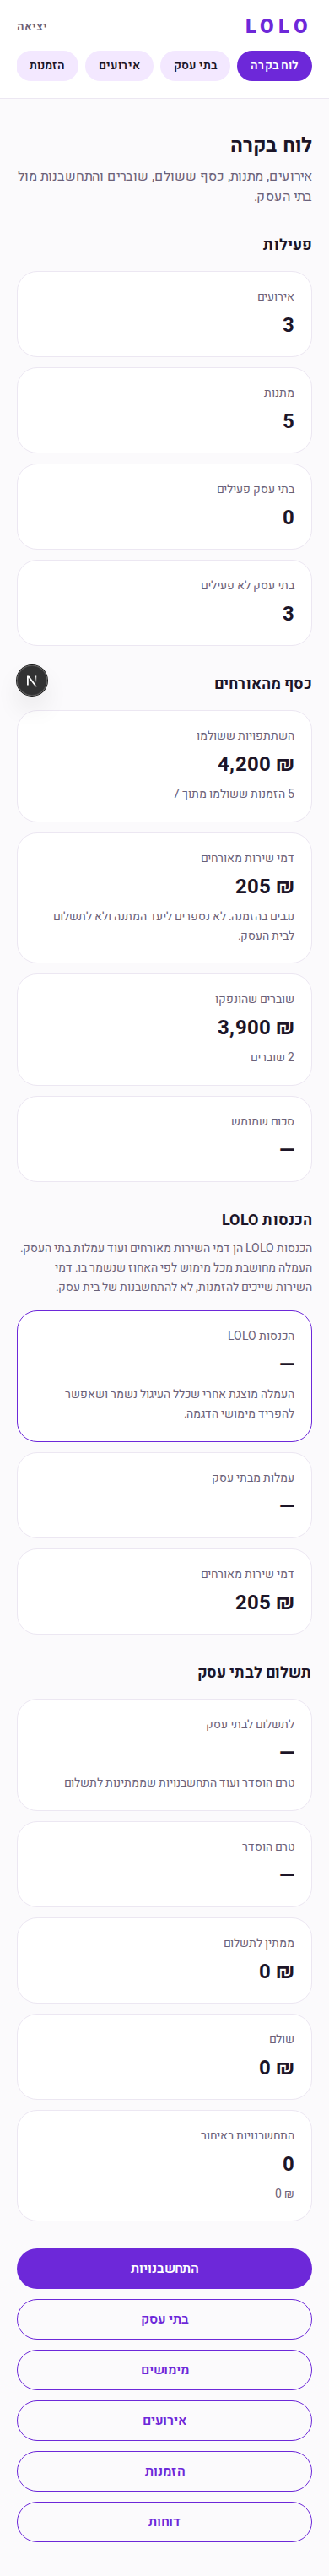 LOLO
יציאה
לוח בקרה
בתי עסק
אירועים
הזמנות
לוח בקרה
אירועים, מתנות, כסף ששולם, שוברים והתחשבנות מול
בתי העסק.
פעילות
אירועים
3
מתנות
5
בתי עסק פעילים
0
בתי עסק לא פעילים
3
כסף מהאורחים
N
השתתפויות ששולמו
₪ 4,200
5 הזמנות ששולמו מתוך 7
דמי שירות מאורחים
₪ 205
נגבים בהזמנה. לא נספרים ליעד המתנה ולא לתשלום
לבית העסק.
שוברים שהונפקו
₪ 3,900
2 שוברים
סכום שמומש
—
הכנסות LOLO
הכנסות LOLO הן דמי השירות מאורחים ועוד עמלות בתי העסק.
העמלה מחושבת מכל מימוש לפי האחוז שנשמר בו. דמי
השירות שייכים להזמנות, לא להתחשבנות של בית עסק.
הכנסות LOLO
—
העמלה מוצגת אחרי שכלל העיגול נשמר ושאפשר
להפריד מימושי הדגמה.
עמלות מבתי עסק
—
דמי שירות מאורחים
₪ 205
תשלום לבתי עסק
לתשלום לבתי עסק
—
טרם הוסדר ועוד התחשבנויות שממתינות לתשלום
טרם הוסדר
—
ממתין לתשלום
₪ 0
שולם
₪ 0
התחשבנויות באיחור
0
₪ 0
התחשבנויות
בתי עסק
מימושים
אירועים
הזמנות
דוחות